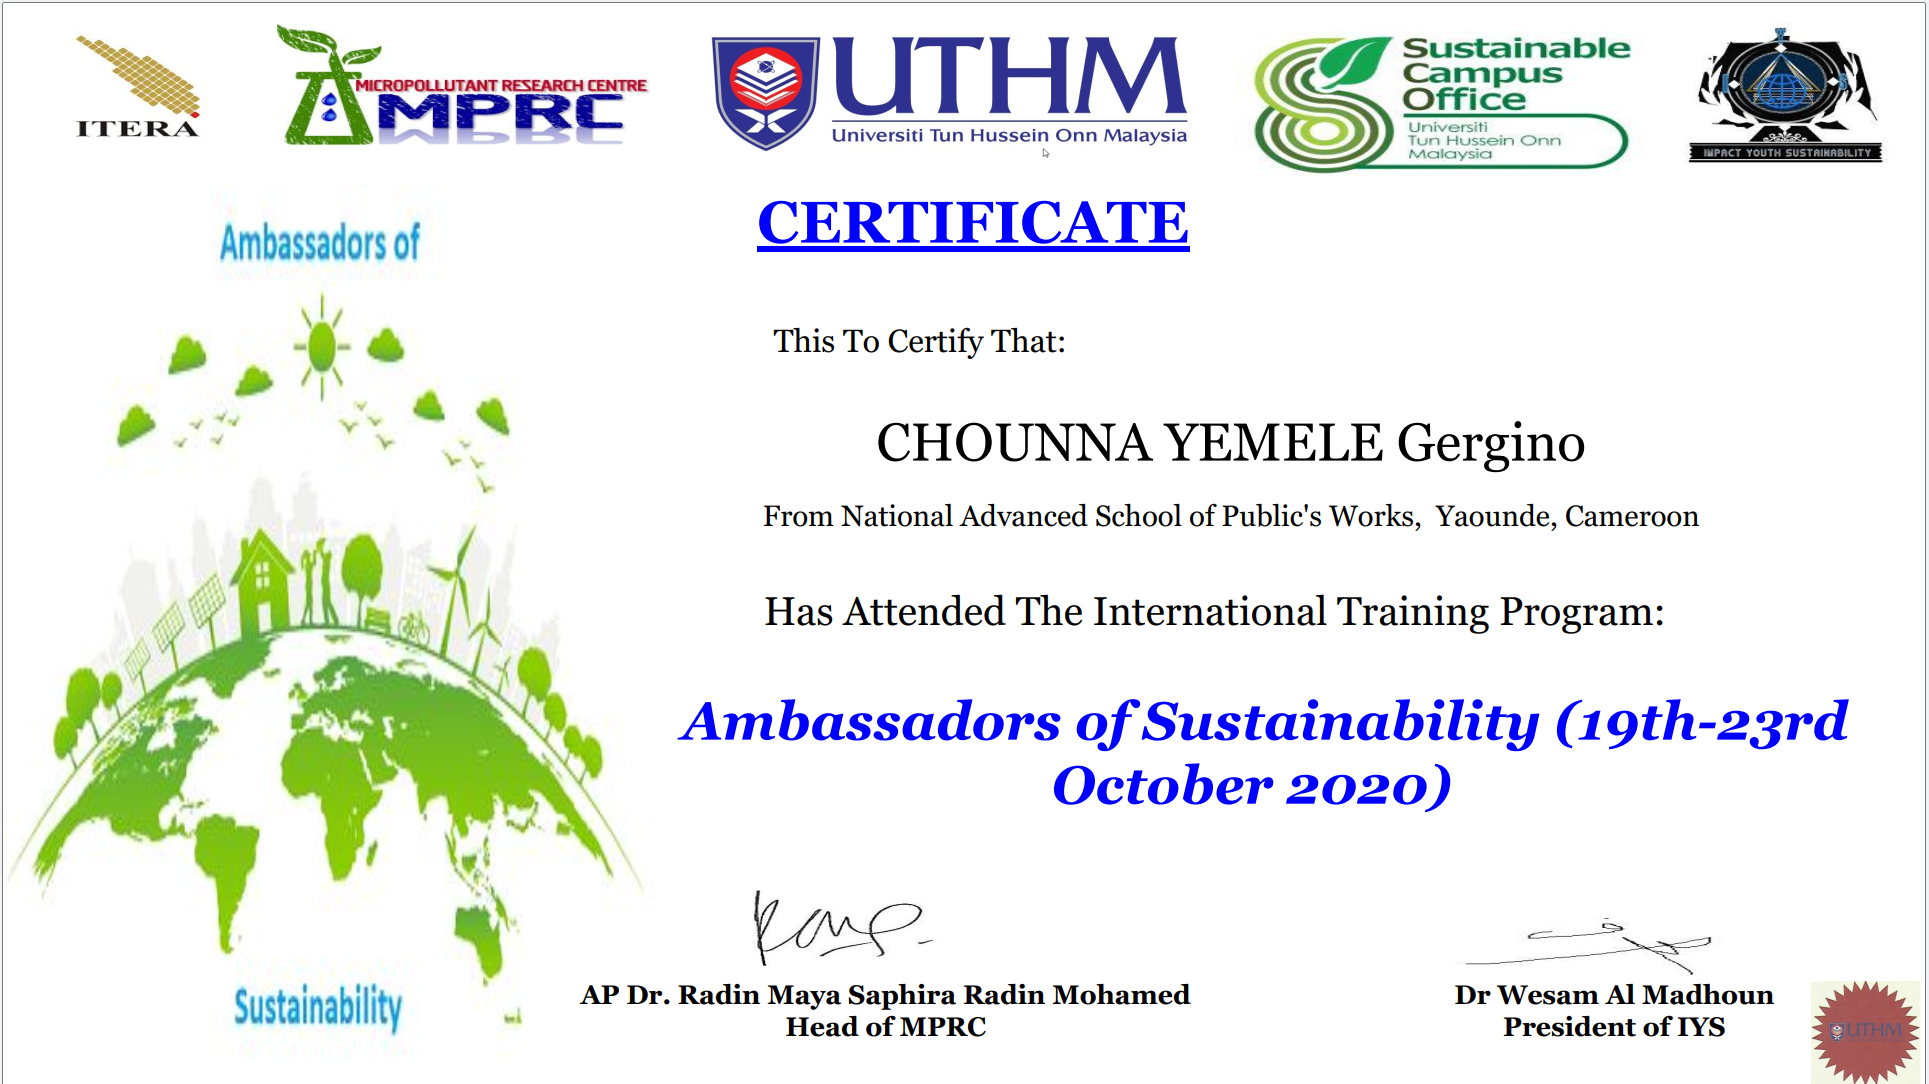 ITERA
MICROPOLLUTANT RESEARCH CENTRE
MPRC
UTHM
Universiti Tun Hussein Onn Malaysia
Sustainable
Campus
Office
Universiti
Tun Hussein Onn
Malaysia
I
Y
S
IMPACT YOUTH SUSTAINABILITY
CERTIFICATE
Ambassadors of
This To Certify That:
CHOUNNA YEMELE Gergino
From National Advanced School of Public's Works, Yaounde, Cameroon
Has Attended The International Training Program:
Ambassadors of Sustainability (19th-23rd
October 2020)
Sustainability
AP Dr. Radin Maya Saphira Radin Mohamed
Head of MPRC
Dr Wesam Al Madhoun
President of IYS
UTHM